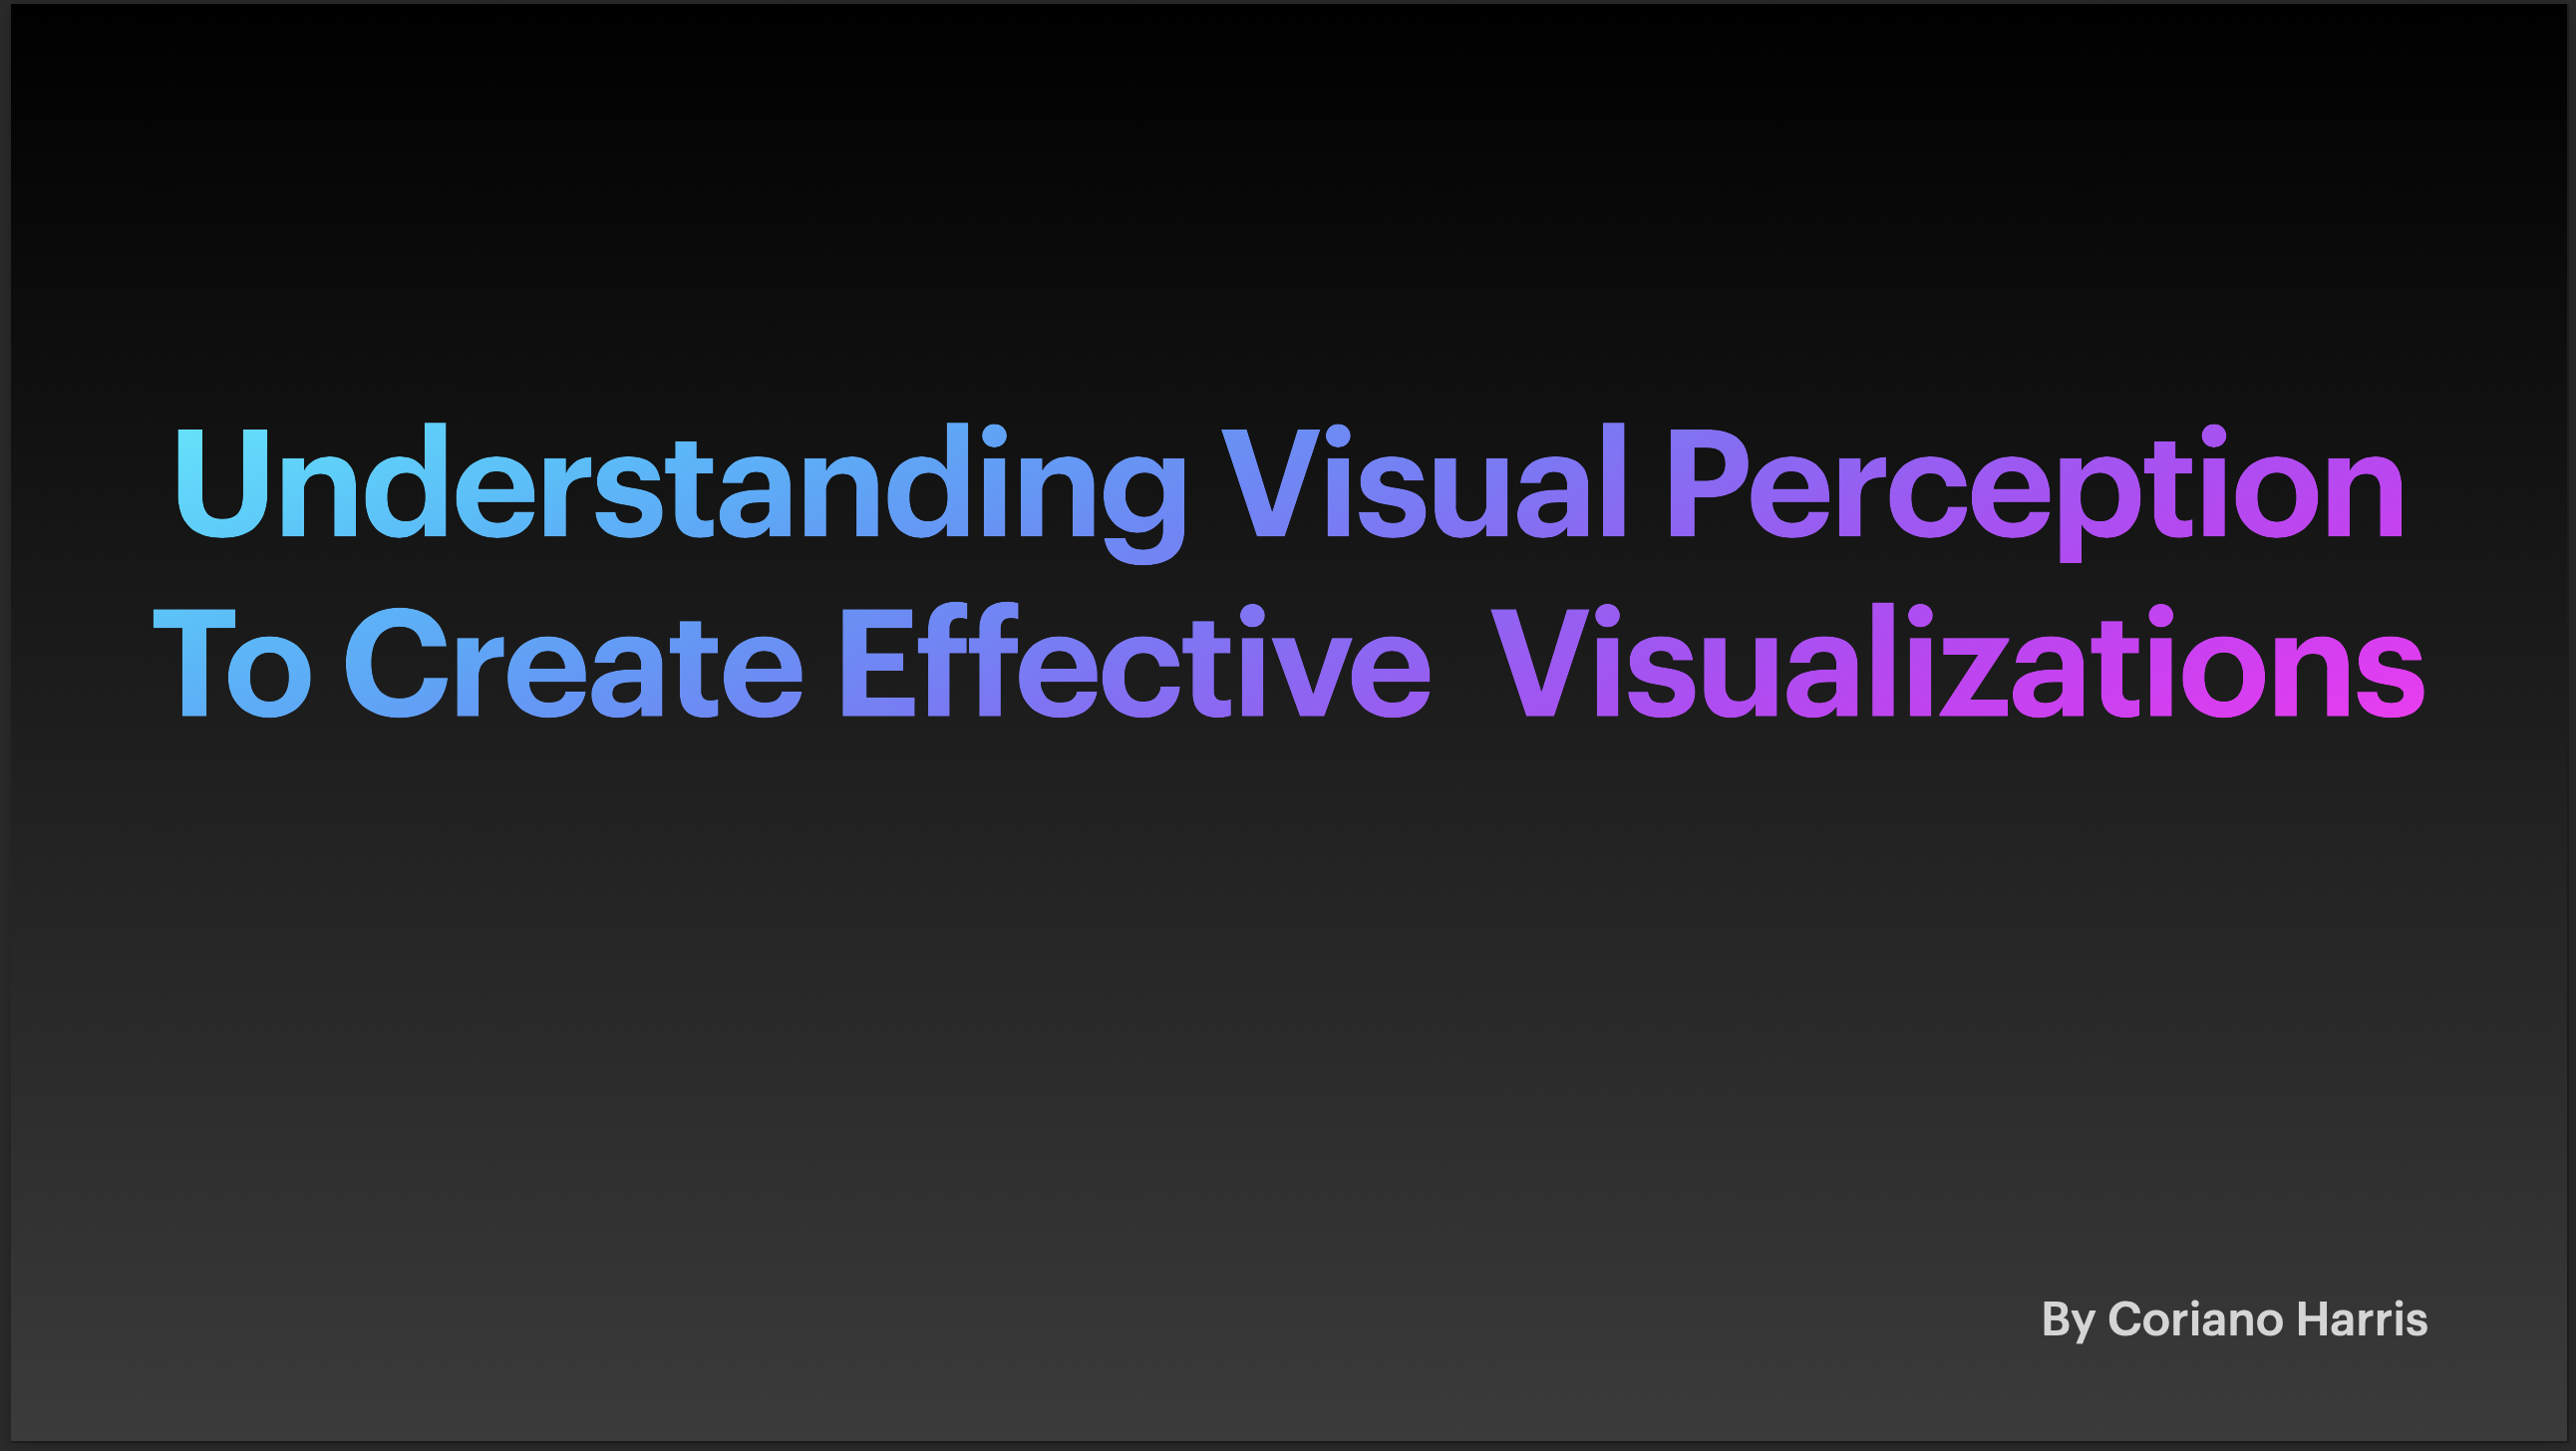 Understanding Visual Perception
To Create Effective  Visualizations
By Coriano Harris